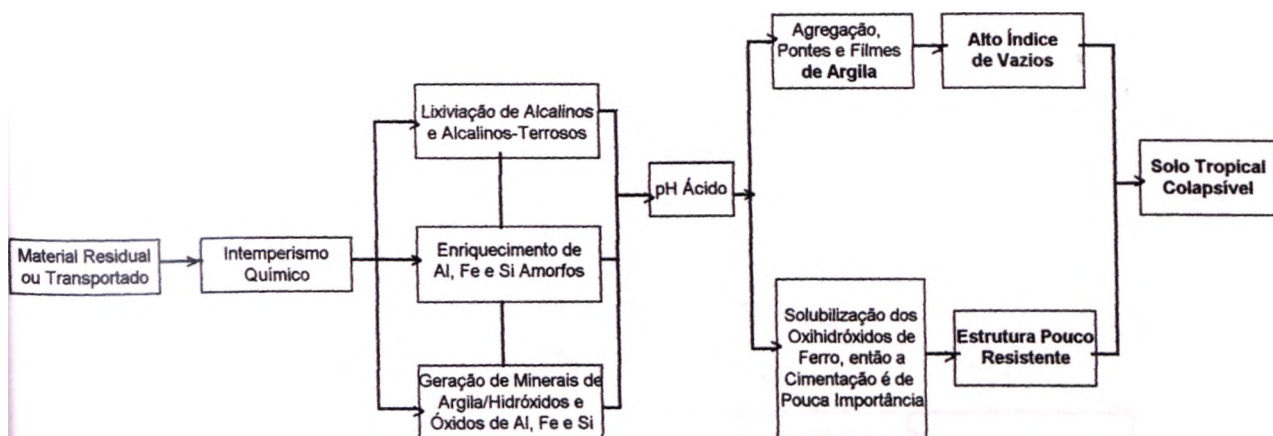 Material Residual
ou Transportado
Intemperismo
Químico
Lixiviação de Alcalinos
e Alcalinos-Terrosos
Enriquecimento de
Al, Fe e Si Amorfos
Geração de Minerais de
Argila/Hidróxidos e
Óxidos de Al, Fe e Si
pH Ácido
Agregação,
Pontes e Filmes
de Argila
Alto Índice
de Vazios
Solubilização dos
Oxihidróxidos de
Ferro, então a
Cimentação é de
Pouca Importância
Estrutura Pouco
Resistente
Solo Tropical
Colapsível